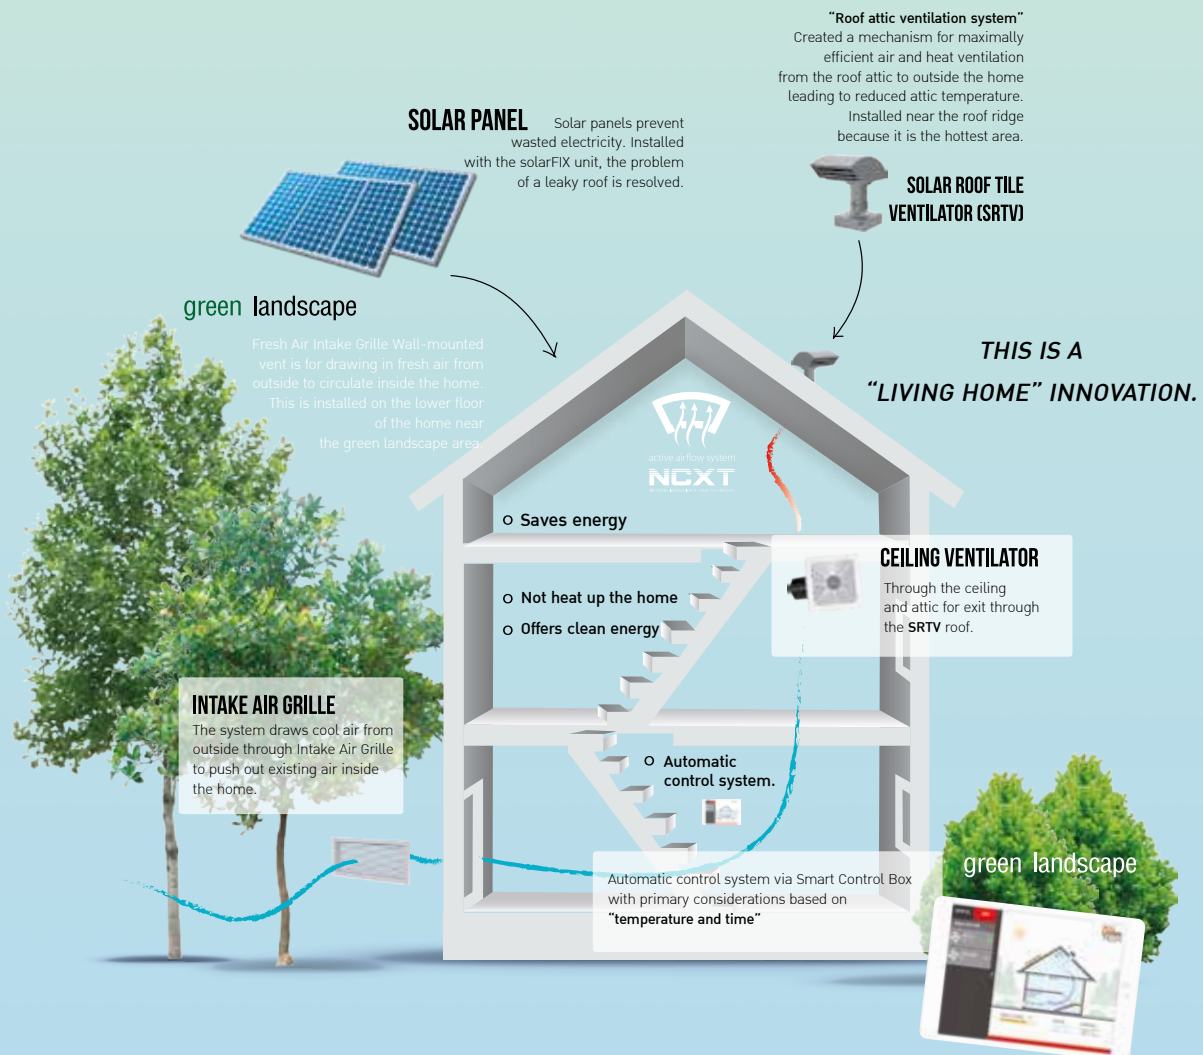 “Roof attic ventilation system”
Created a mechanism for maximally
efficient air and heat ventilation
from the roof attic to outside the home
leading to reduced attic temperature.
Installed near the roof ridge
because it is the hottest area.
SOLAR ROOF TILE
VENTILATOR (SRTV)
SOLAR PANEL
Solar panels prevent
wasted electricity. Installed
with the solarFIX unit, the problem
of a leaky roof is resolved.
green landscape
Fresh Air Intake Grille Wall-mounted
vent is for drawing in fresh air from
outside to circulate inside the home.
This is installed on the lower floor
of the home near
the green landscape area.
THIS IS A
“LIVING HOME” INNOVATION.
active airflow system
NCXT
Saves energy
Not heat up the home
Offers clean energy
CEILING VENTILATOR
Through the ceiling
and attic for exit through
the SRTV roof.
INTAKE AIR GRILLE
The system draws cool air from
outside through Intake Air Grille
to push out existing air inside
the home.
Automatic
control system.
Automatic control system via Smart Control Box
with primary considerations based on
“temperature and time”
green landscape